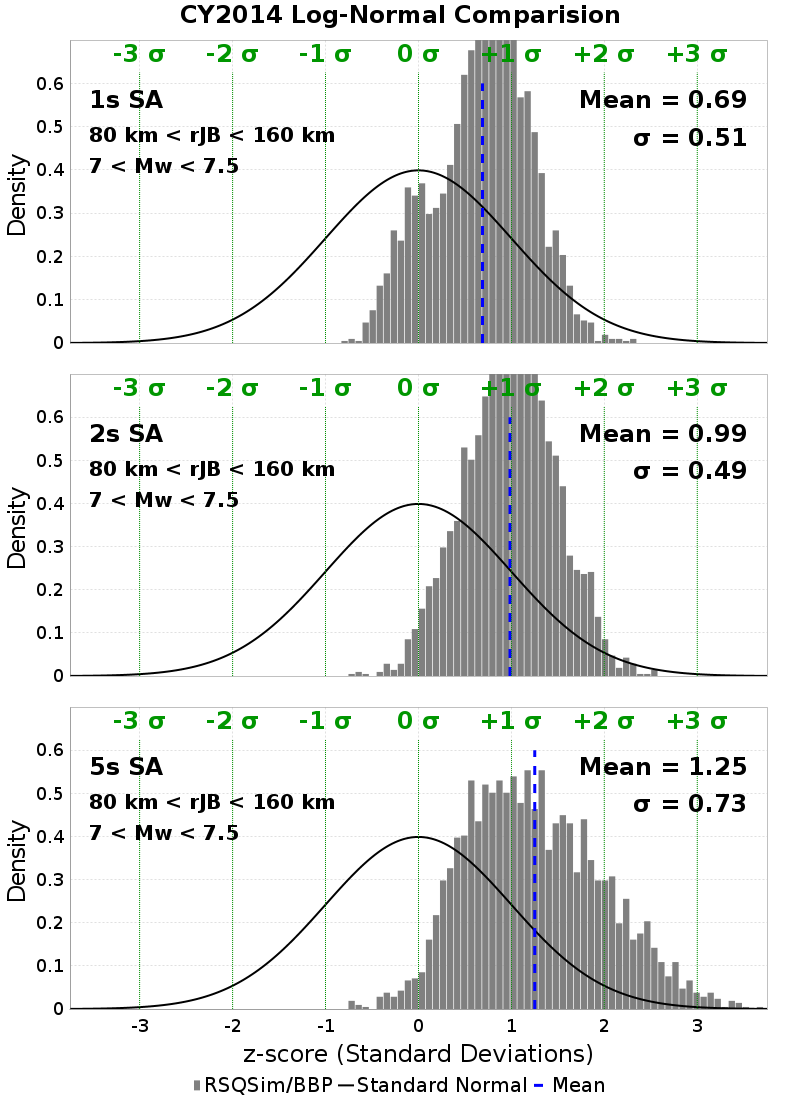 CY2014 Log-Normal Comparision
-3 σ -2 σ -1 σ 0 σ +1 σ +2 σ +3 σ
0.6
1s SA Mean = 0.69
0.5
80 km < rJB < 160 km σ = 0.51
7 < Mw < 7.5
0.4
Density
0.3
0.2
0.1
0
-3 σ -2 σ -1 σ 0 σ +1 σ +2 σ +3 σ
0.6
2s SA Mean = 0.99
0.5
80 km < rJB < 160 km σ = 0.49
7 < Mw < 7.5
0.4
Density
0.3
0.2
0.1
0
-3 σ -2 σ -1 σ 0 σ +1 σ +2 σ +3 σ
0.6
5s SA Mean = 1.25
0.5
80 km < rJB < 160 km σ = 0.73
7 < Mw < 7.5
0.4
Density
0.3
0.2
0.1
0
-3 -2 -1 0 1 2 3
z-score (Standard Deviations)
RSQSim/BBP Standard Normal Mean